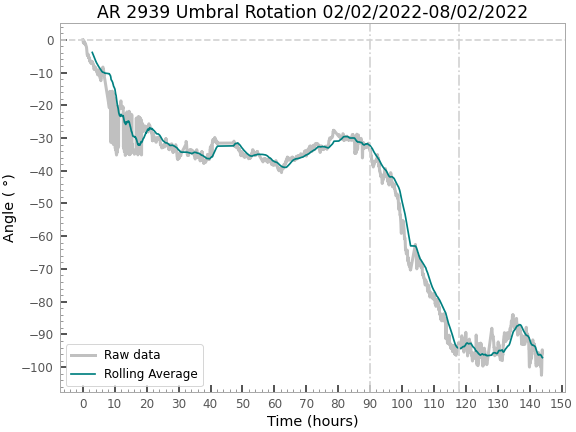 AR 2939 Umbral Rotation 02/02/2022-08/02/2022
0
−10
−20
−30
−40
−50
−60
−70
−80
−90
−100
Angle ( °)
Raw data
Rolling Average
0 10 20 30 40 50 60 70 80 90 100 110 120 130 140 150
Time (hours)